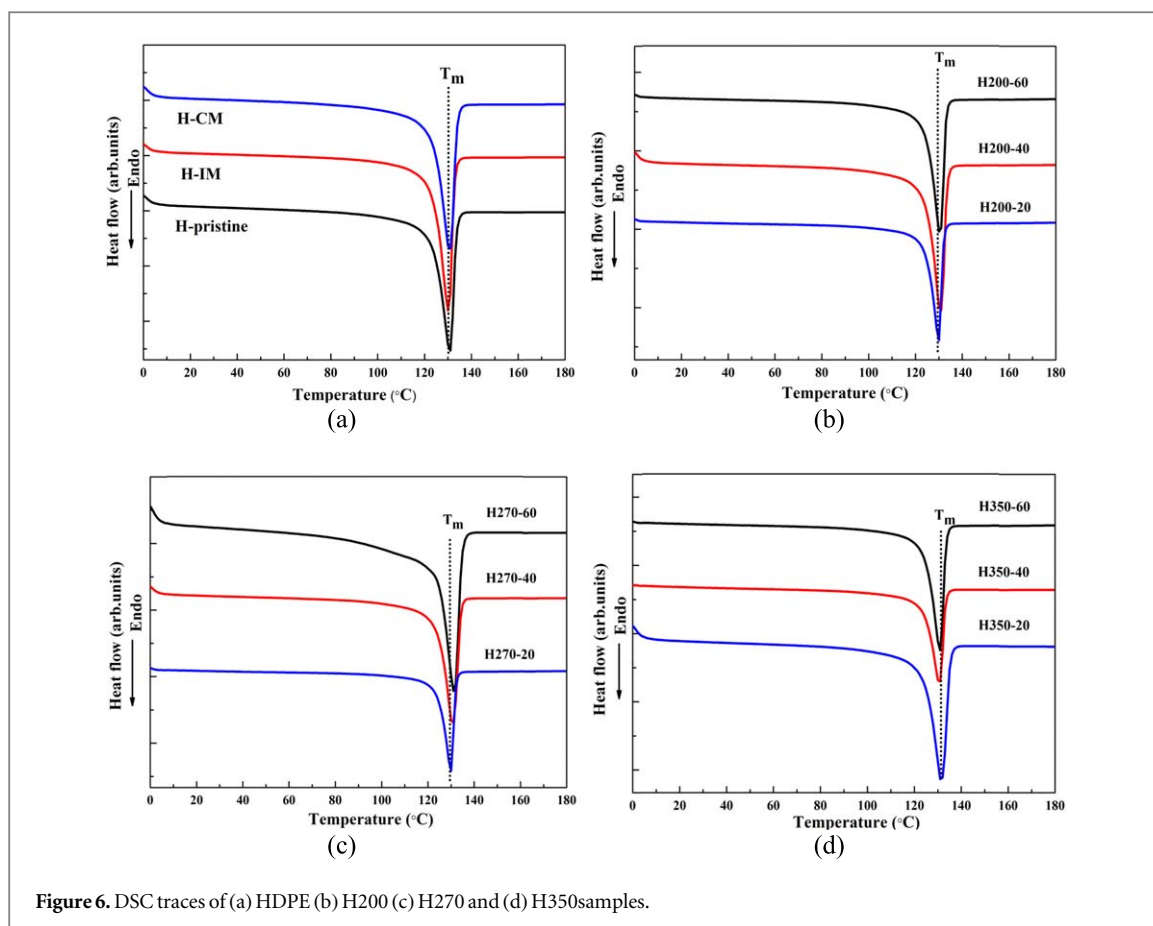 Tm
H-CM
H-IM
H-pristine
Heat flow (arb.units)
Endo
0 20 40 60 80 100 120 140 160 180
Temperature (°C)
(a)
Tm
H200-60
H200-40
H200-20
Heat flow (arb.units)
Endo
0 20 40 60 80 100 120 140 160 180
Temperature (°C)
(b)
Tm
H270-60
H270-40
H270-20
Heat flow (arb.units)
Endo
0 20 40 60 80 100 120 140 160 180
Temperature (°C)
(c)
Tm
H350-60
H350-40
H350-20
Heat flow (arb.units)
Endo
0 20 40 60 80 100 120 140 160 180
Temperature (°C)
(d)
Figure 6. DSC traces of (a) HDPE (b) H200 (c) H270 and (d) H350samples.